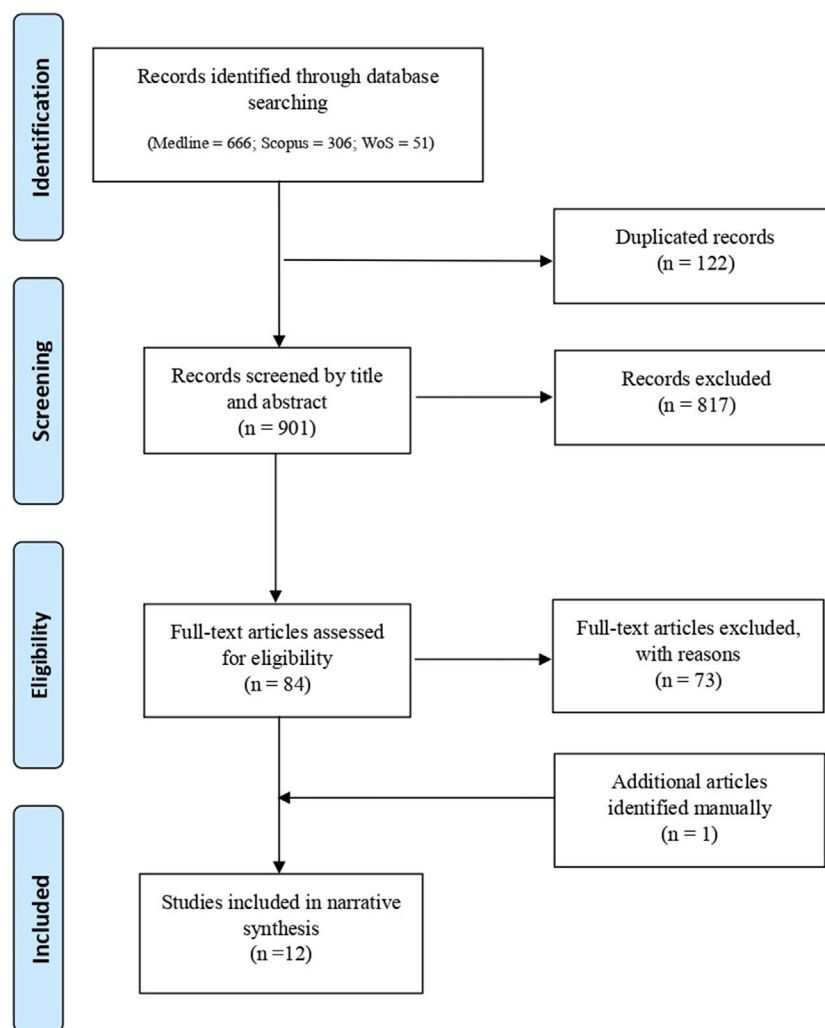 Identification
Records identified through database
searching
(Medline = 666; Scopus = 306; WoS = 51)
Duplicated records
(n = 122)
Screening
Records screened by title
and abstract
(n = 901)
Records excluded
(n = 817)
Eligibility
Full-text articles assessed
for eligibility
(n = 84)
Full-text articles excluded,
with reasons
(n = 73)
Additional articles
identified manually
(n = 1)
Included
Studies included in narrative
synthesis
(n =12)